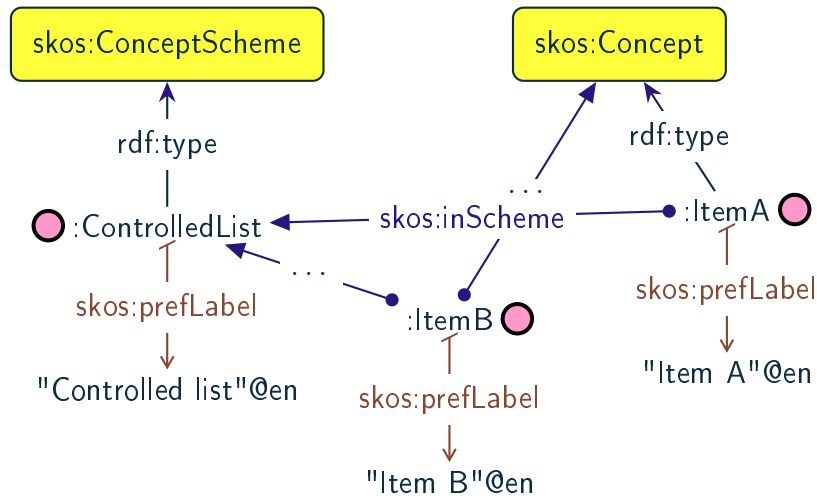 skos:ConceptScheme
skos:Concept
rdf:type
rdf:type
...
skos:inScheme
:ControlledList
:ItemA
...
skos:prefLabel
skos:prefLabel
:ItemB
"Controlled list"@en
"Item A"@en
skos:prefLabel
"Item B"@en